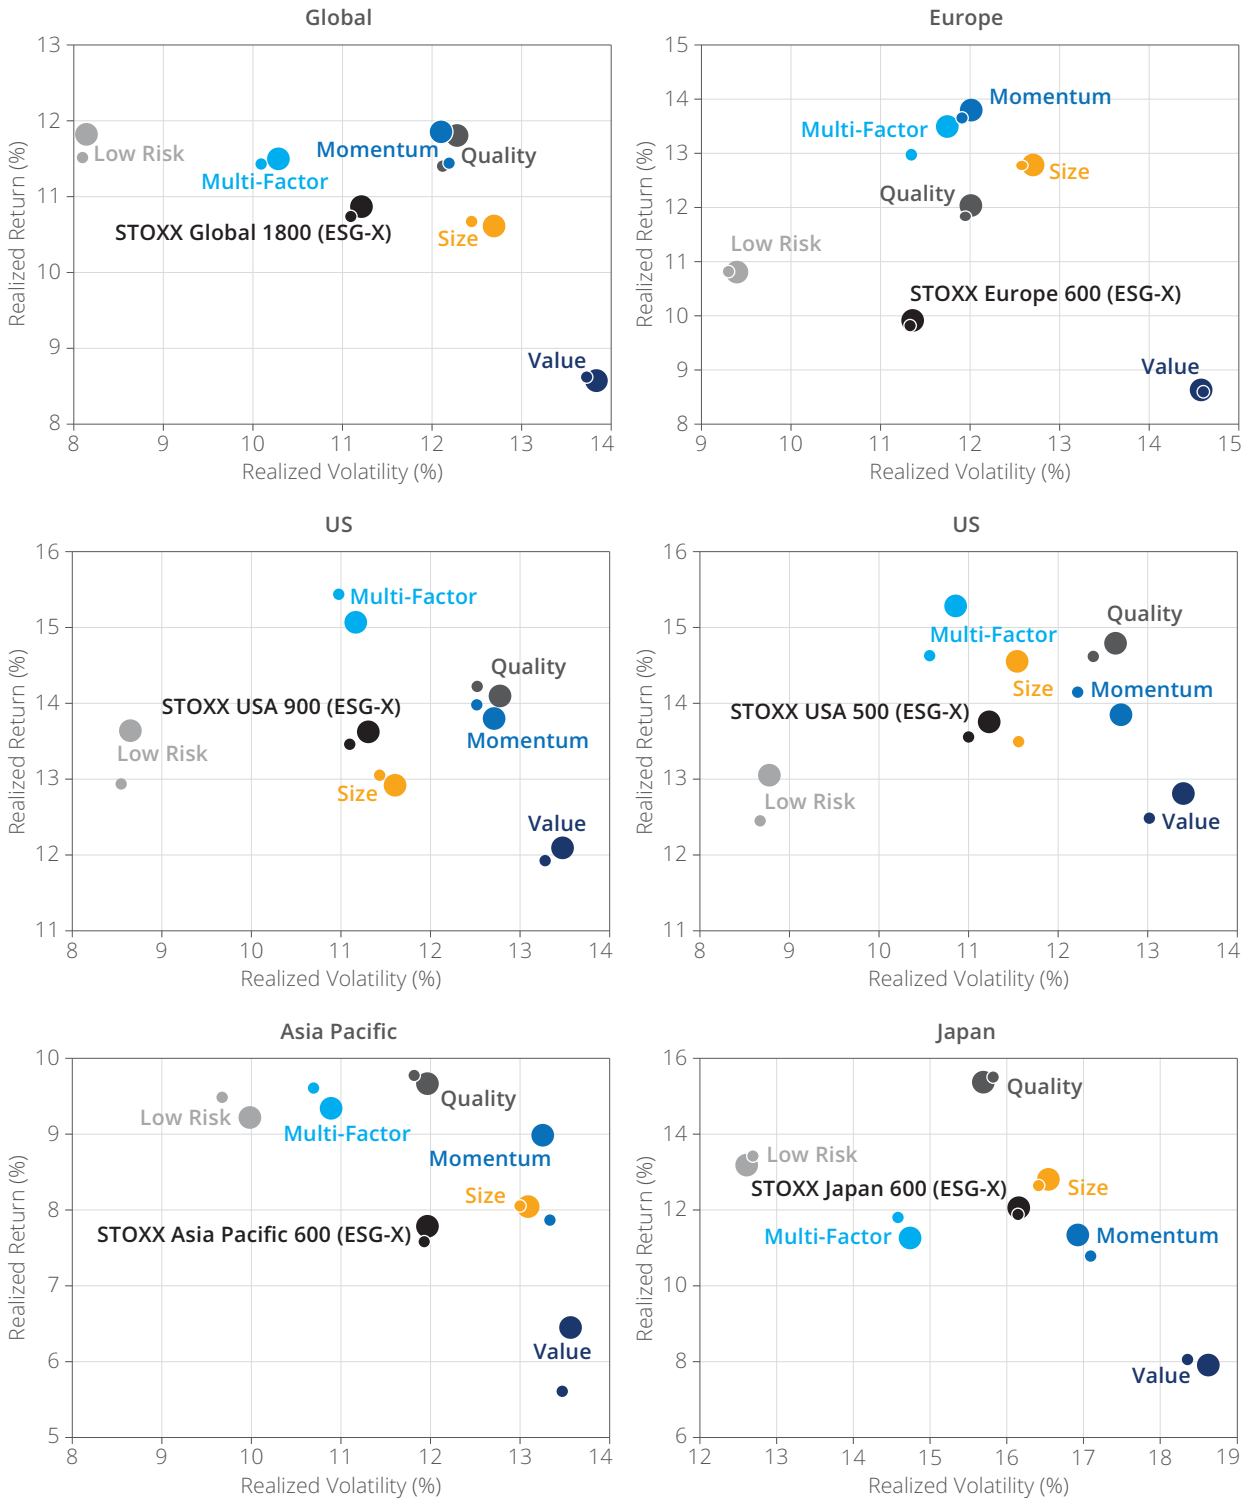 Global
13
12
11
10
9
8
Realized Return (%)
Low Risk
Multi-Factor
Momentum
Quality
STOXX Global 1800 (ESG-X)
Size
Value
8
9
10
11
12
13
14
Realized Volatility (%)
Europe
15
14
13
12
11
10
9
8
Realized Return (%)
Momentum
Multi-Factor
Size
Quality
Low Risk
STOXX Europe 600 (ESG-X)
Value
9
10
11
12
13
14
15
Realized Volatility (%)
US
16
15
14
13
12
11
Realized Return (%)
Multi-Factor
Quality
STOXX USA 900 (ESG-X)
Momentum
Low Risk
Size
Value
8
9
10
11
12
13
14
Realized Volatility (%)
US
16
15
14
13
12
11
Realized Return (%)
Quality
Multi-Factor
Size
Momentum
STOXX USA 500 (ESG-X)
Low Risk
Value
8
9
10
11
12
13
14
Realized Volatility (%)
Asia Pacific
10
9
8
7
6
5
Realized Return (%)
Quality
Low Risk
Multi-Factor
Momentum
Size
STOXX Asia Pacific 600 (ESG-X)
Value
8
9
10
11
12
13
14
Realized Volatility (%)
Japan
16
14
12
10
8
6
Realized Return (%)
Quality
Low Risk
STOXX Japan 600 (ESG-X)
Size
Multi-Factor
Momentum
Value
12
13
14
15
16
17
18
19
Realized Volatility (%)